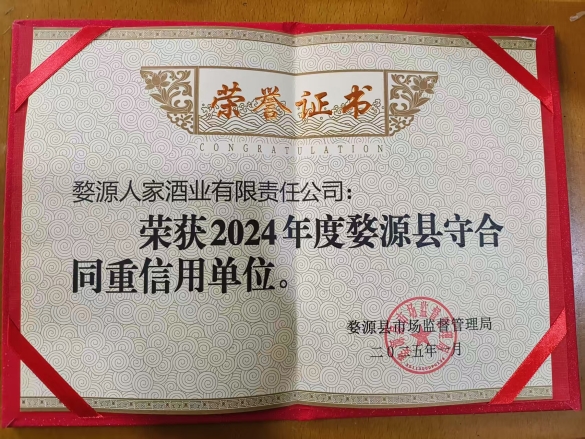 荣誉证书
CONGRATULATION
婺源人家酒业有限责任公司：
荣获2024年度婺源县守合
同重信用单位。
婺源县市场监督管理局
二〇二五年一月